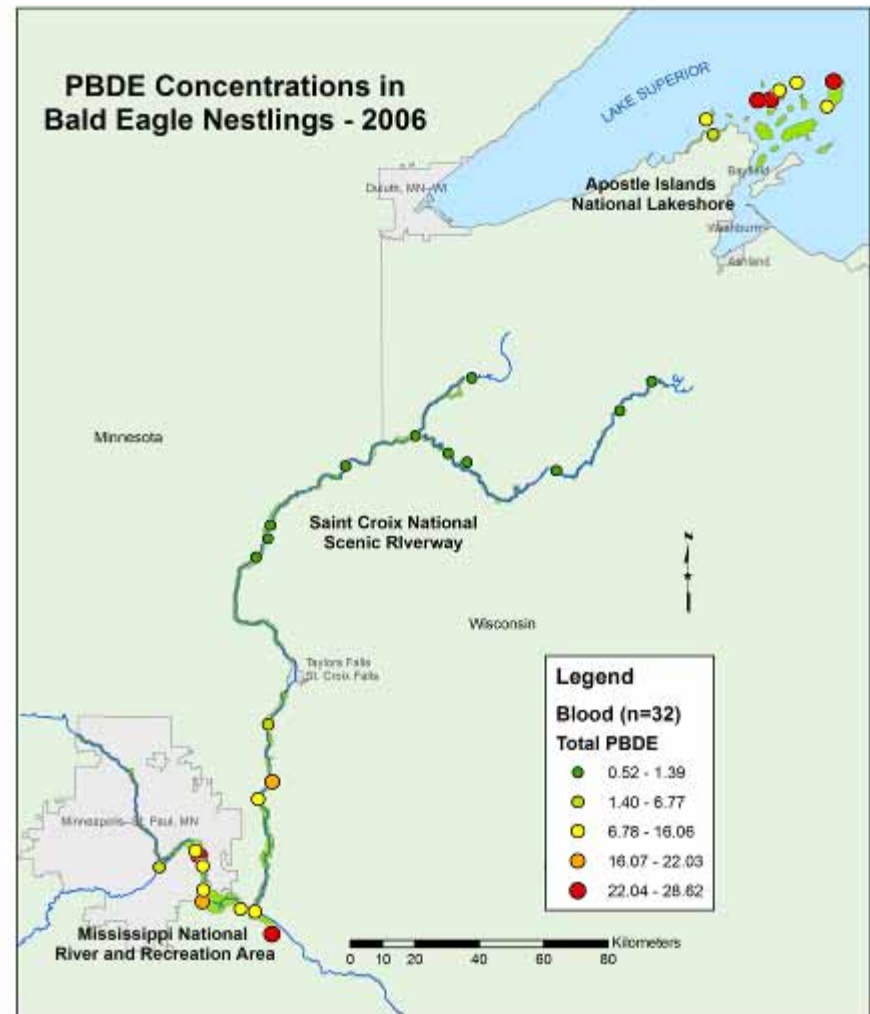 PBDE Concentrations in
Bald Eagle Nestlings - 2006
LAKE SUPERIOR
Duluth, MN–WI
Apostle Islands
National Lakeshore
Bayfield
Washburn
Ashland
Minnesota
Saint Croix National
Scenic RIverway
N
Wisconsin
Taylors Falls
St. Croix Falls
Minneapolis–St. Paul, MN
Mississippi National
River and Recreation Area
Legend
Blood (n=32)
Total PBDE
0.52 - 1.39
1.40 - 6.77
6.78 - 16.06
16.07 - 22.03
22.04 - 28.62
Kilometers
0 10 20 40 60 80